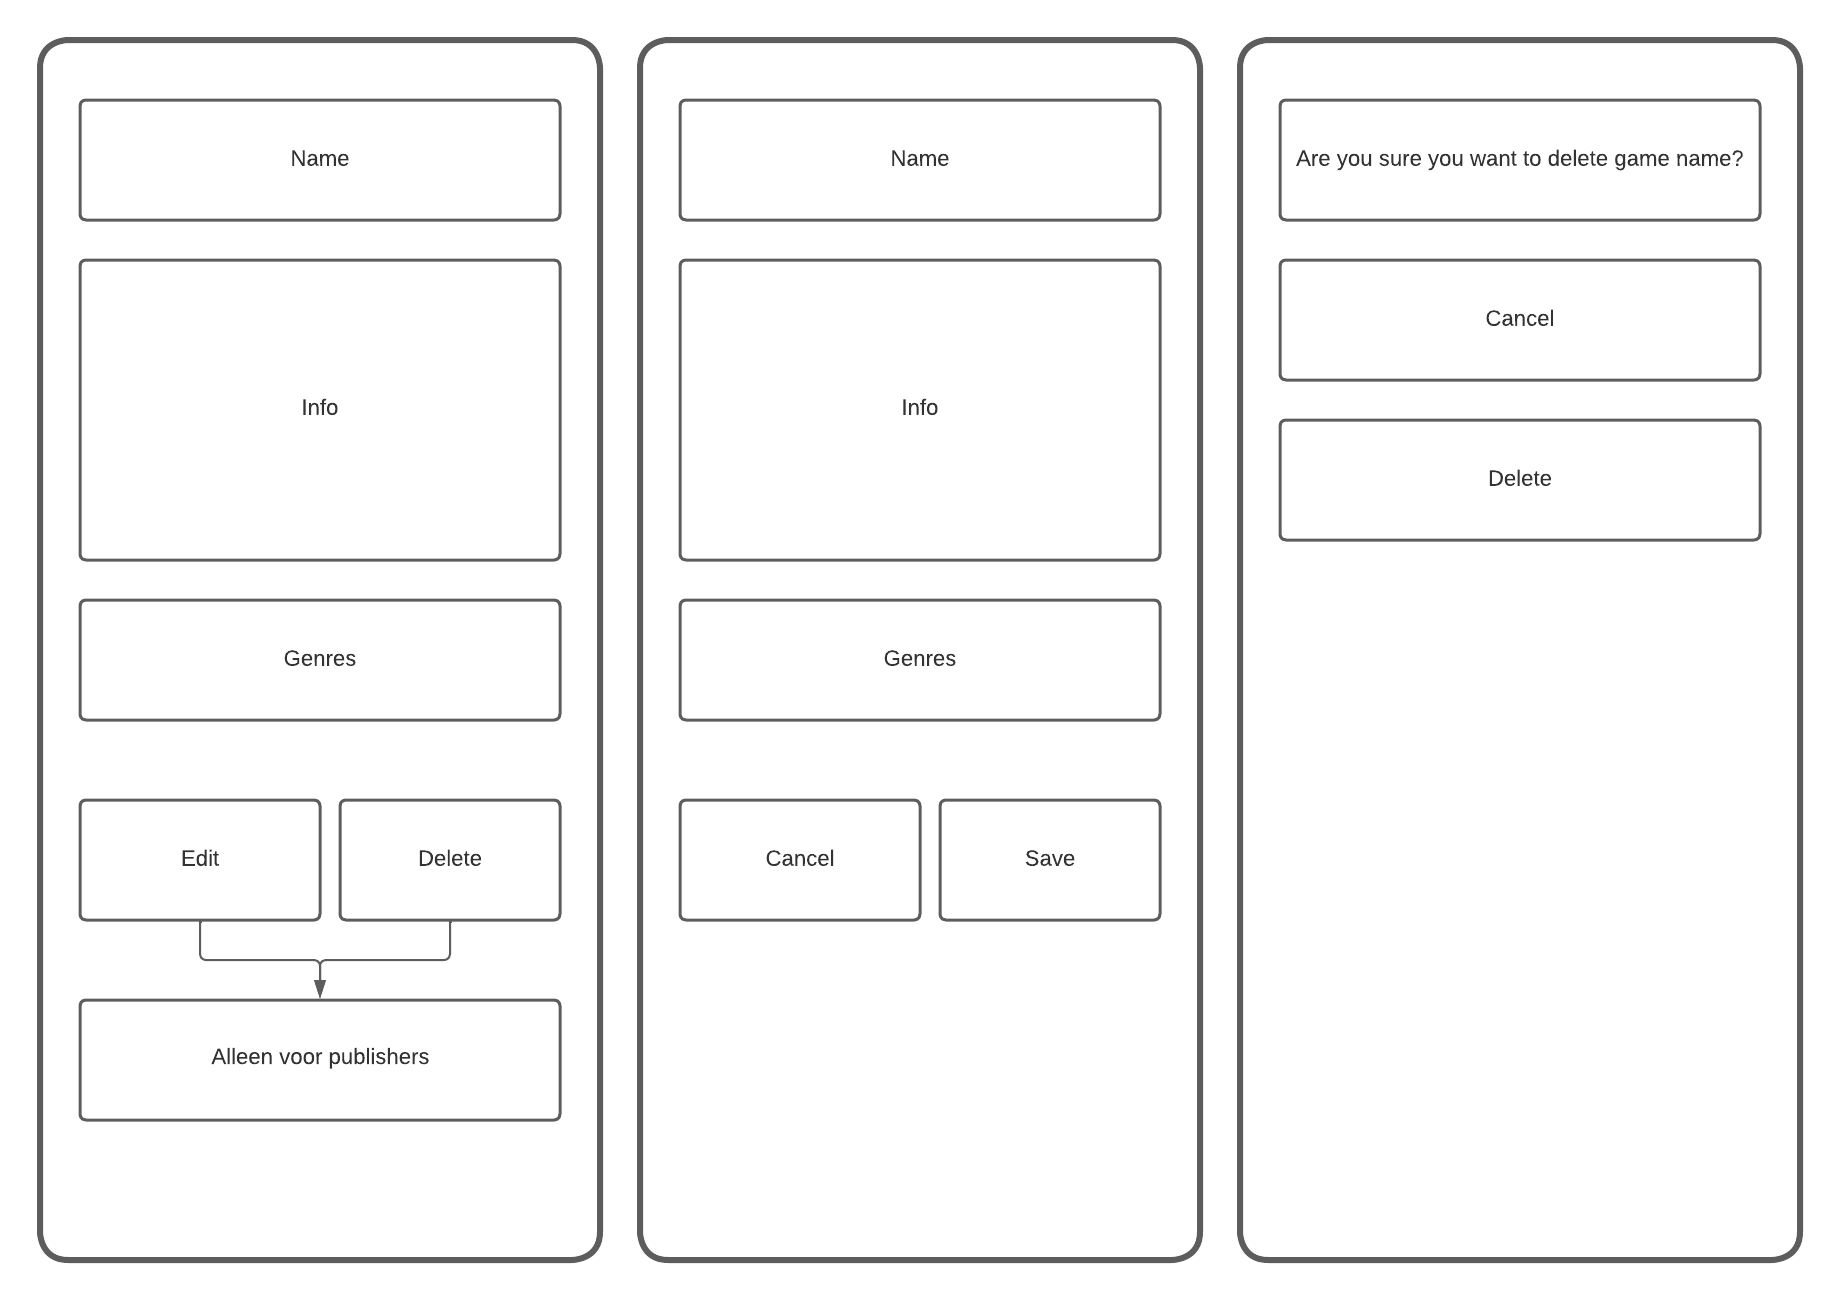 Name
Info
Genres
Edit
Delete
Alleen voor publishers
Name
Info
Genres
Cancel
Save
Are you sure you want to delete game name?
Cancel
Delete